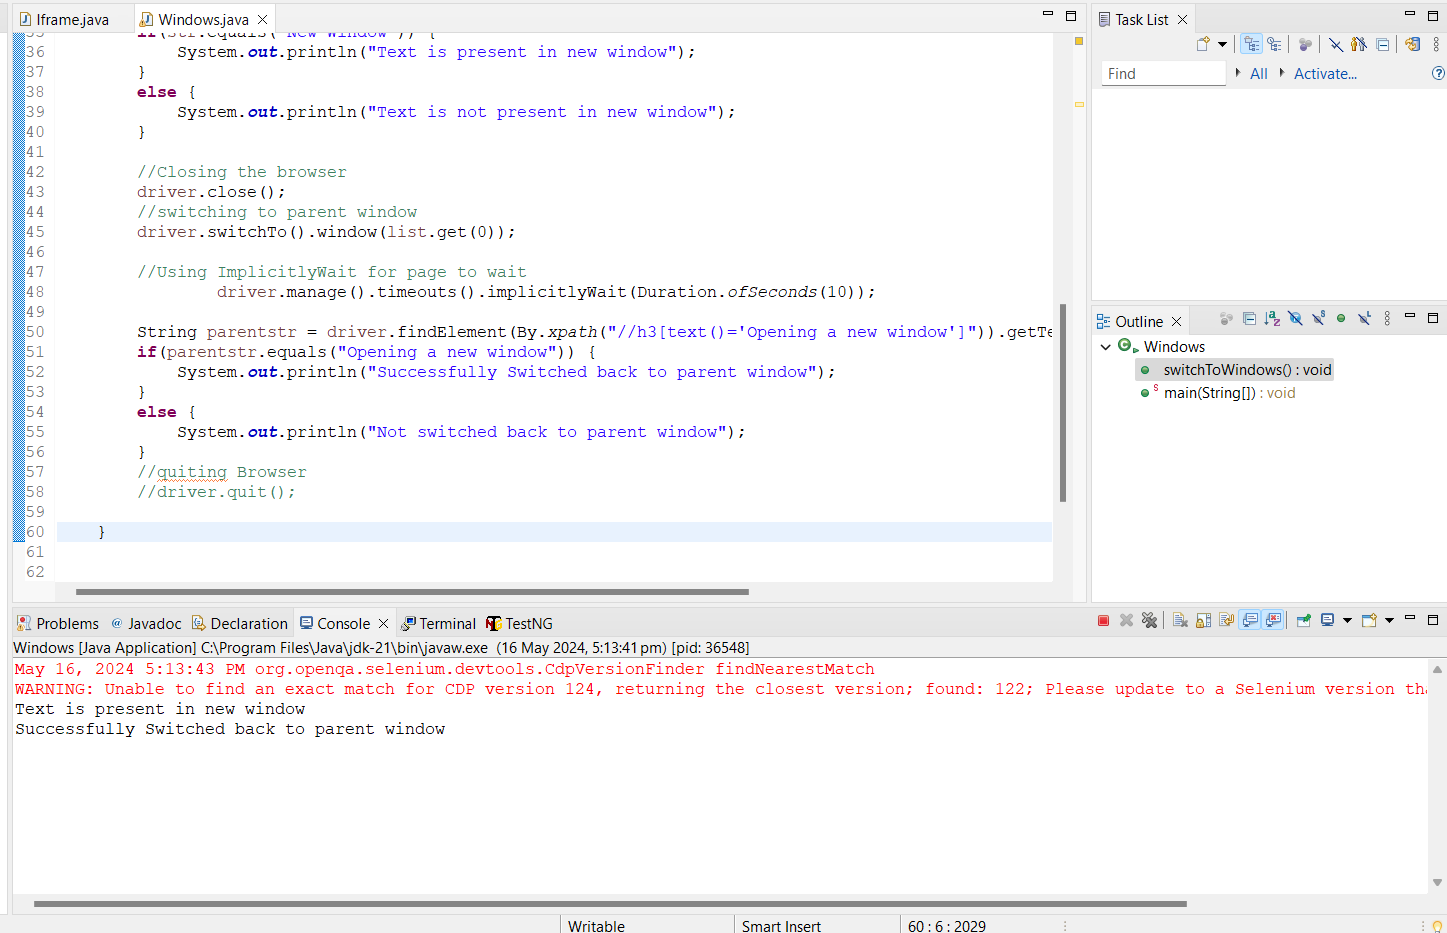 Iframe.java
Windows.java
35 if(str.equals("New Window")) {
36 System.out.println("Text is present in new window");
37 }
38 else {
39 System.out.println("Text is not present in new window");
40 }
41
42 //Closing the browser
43 driver.close();
44 //switching to parent window
45 driver.switchTo().window(list.get(0));
46
47 //Using ImplicitlyWait for page to wait
48 driver.manage().timeouts().implicitlyWait(Duration.ofSeconds(10));
49
50 String parentstr = driver.findElement(By.xpath("//h3[text()='Opening a new window']")).getTe
51 if(parentstr.equals("Opening a new window")) {
52 System.out.println("Successfully Switched back to parent window");
53 }
54 else {
55 System.out.println("Not switched back to parent window");
56 }
57 //quiting Browser
58 //driver.quit();
59
60 }
61
62
Task List
Find
All
Activate...
Outline
Windows
switchToWindows() : void
S main(String[]) : void
Problems
@ Javadoc
Declaration
Console
Terminal
TestNG
Windows [Java Application] C:\Program Files\Java\jdk-21\bin\javaw.exe (16 May 2024, 5:13:41 pm) [pid: 36548]
May 16, 2024 5:13:43 PM org.openqa.selenium.devtools.CdpVersionFinder findNearestMatch
WARNING: Unable to find an exact match for CDP version 124, returning the closest version; found: 122; Please update to a Selenium version tha
Text is present in new window
Successfully Switched back to parent window
Writable
Smart Insert
60 : 6 : 2029